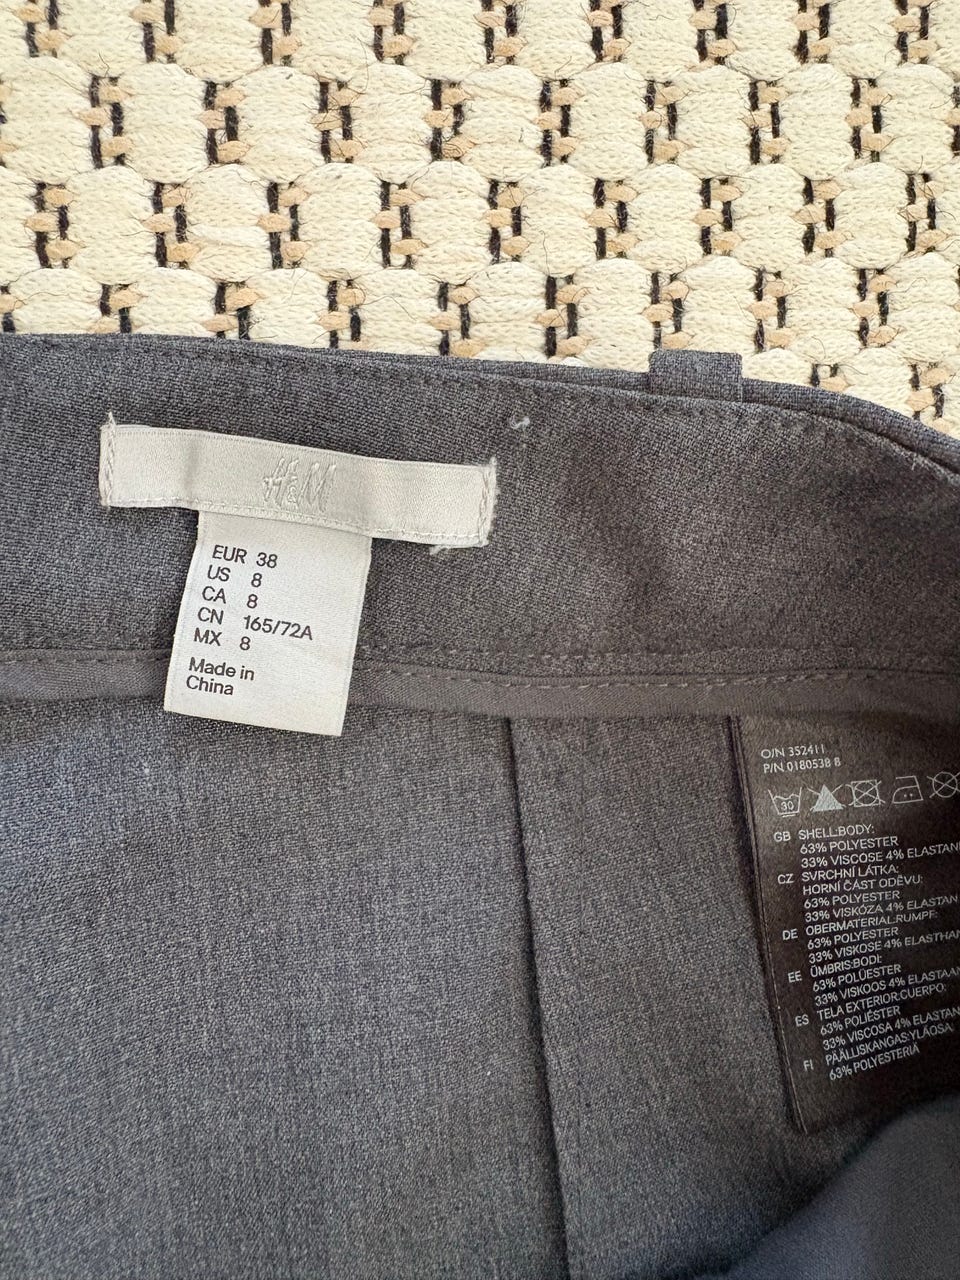 H&M
EUR 38
US 8
CA 8
CN 165/72A
MX 8
Made in
China
O/N 352411
P/N 0180538 8
30
GB SHELL:BODY:
63% POLYESTER
33% VISCOSE 4% ELASTAN
CZ SVRCHNÍ LÁTKA:
HORNÍ ČÁST ODĚVU:
63% POLYESTER
33% VISKÓZA 4% ELASTAN
DE OBERMATERIAL:RUMPF:
63% POLYESTER
33% VISKOSE 4% ELASTHAN
EE ÜMBRIS:BODI:
63% POLÜESTER
33% VISKOOS 4% ELASTAAN
ES TELA EXTERIOR:CUERPO:
63% POLIÉSTER
33% VISCOSA 4% ELASTAN
FI PÄÄLLISKANGAS:YLÄOSA:
63% POLYESTERIÄ